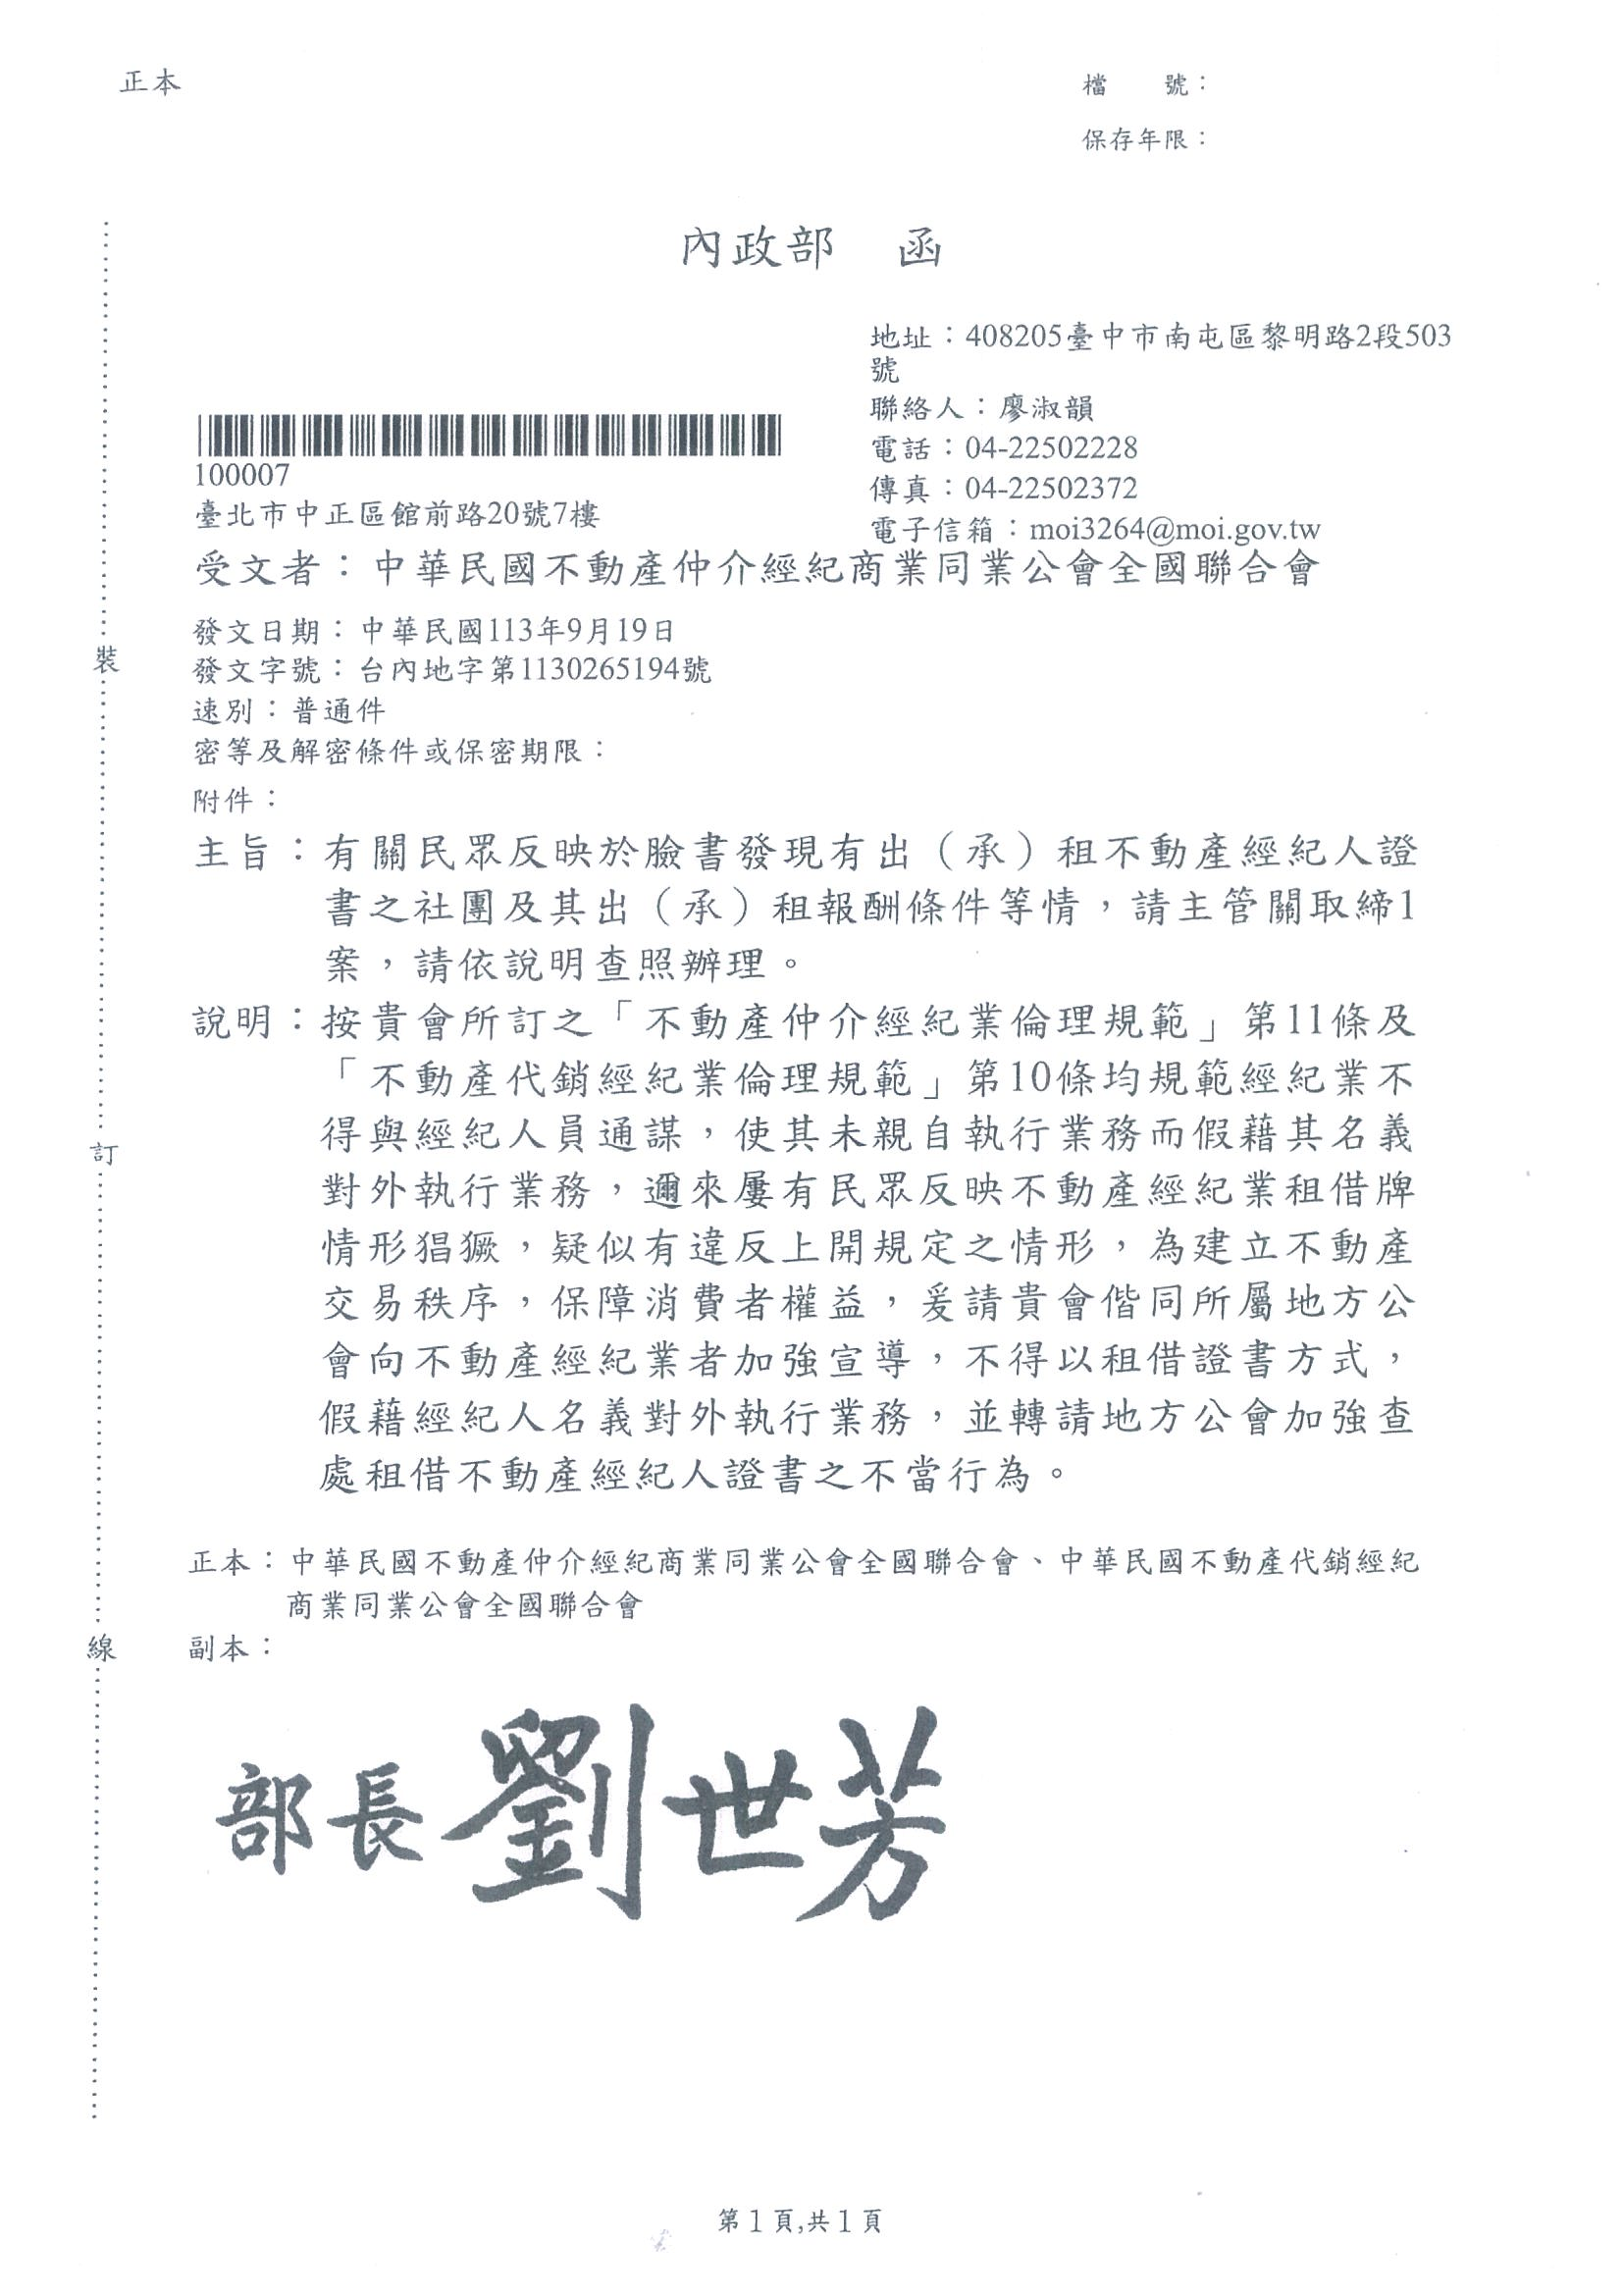 正本
檔　　號：
保存年限：
內政部　函
地址：408205臺中市南屯區黎明路2段503
號
聯絡人：廖淑韻
電話：04-22502228
傳真：04-22502372
電子信箱：moi3264@moi.gov.tw
100007
臺北市中正區館前路20號7樓
受文者：中華民國不動產仲介經紀商業同業公會全國聯合會
發文日期：中華民國113年9月19日
發文字號：台內地字第1130265194號
速別：普通件
密等及解密條件或保密期限：
附件：
主旨：有關民眾反映於臉書發現有出（承）租不動產經紀人證
書之社團及其出（承）租報酬條件等情，請主管關取締1
案，請依說明查照辦理。
說明：按貴會所訂之「不動產仲介經紀業倫理規範」第11條及
「不動產代銷經紀業倫理規範」第10條均規範經紀業不
得與經紀人員通謀，使其未親自執行業務而假藉其名義
對外執行業務，邇來屢有民眾反映不動產經紀業租借牌
情形猖獗，疑似有違反上開規定之情形，為建立不動產
交易秩序，保障消費者權益，爰請貴會偕同所屬地方公
會向不動產經紀業者加強宣導，不得以租借證書方式，
假藉經紀人名義對外執行業務，並轉請地方公會加強查
處租借不動產經紀人證書之不當行為。
正本：中華民國不動產仲介經紀商業同業公會全國聯合會、中華民國不動產代銷經紀
商業同業公會全國聯合會
副本：
部長劉世芳
裝
訂
線
第1頁,共1頁